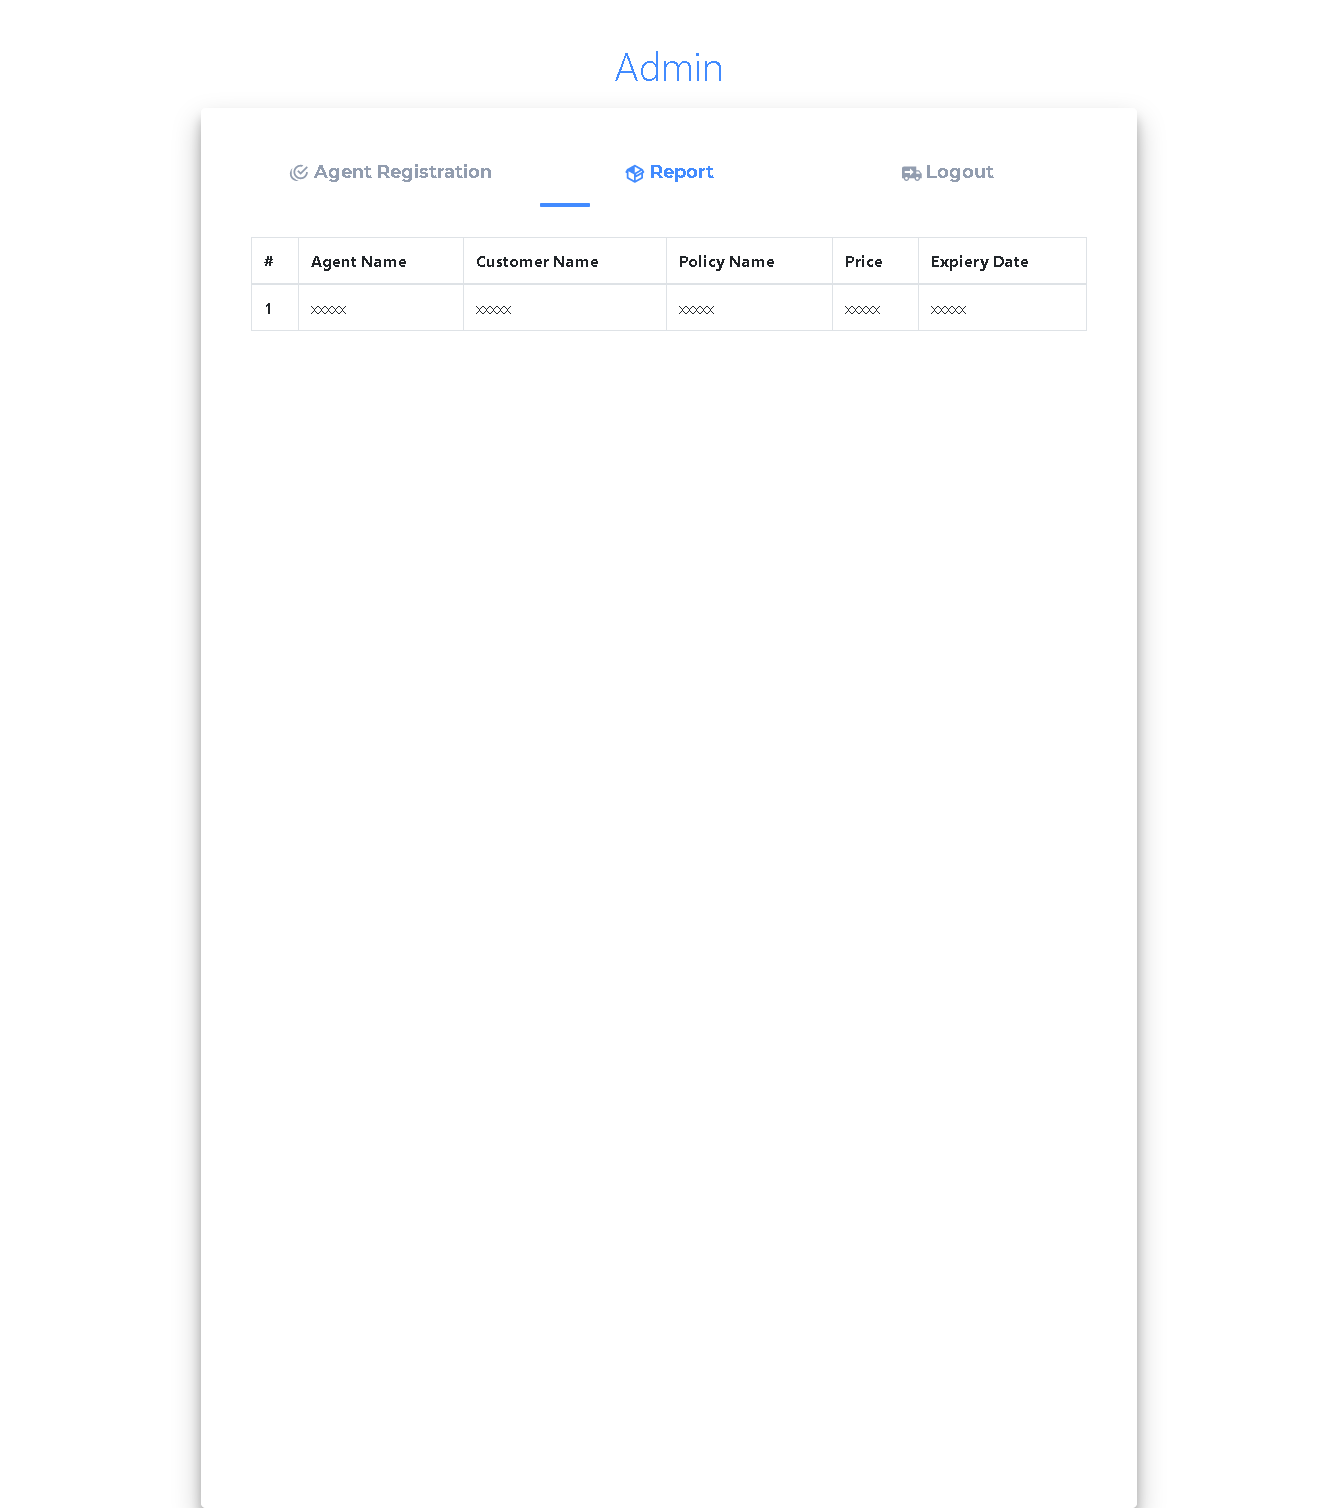 Admin
Agent Registration Report Logout
# Agent Name Customer Name Policy Name Price Expiery Date
1 xxxxx xxxxx xxxxx xxxxx xxxxx